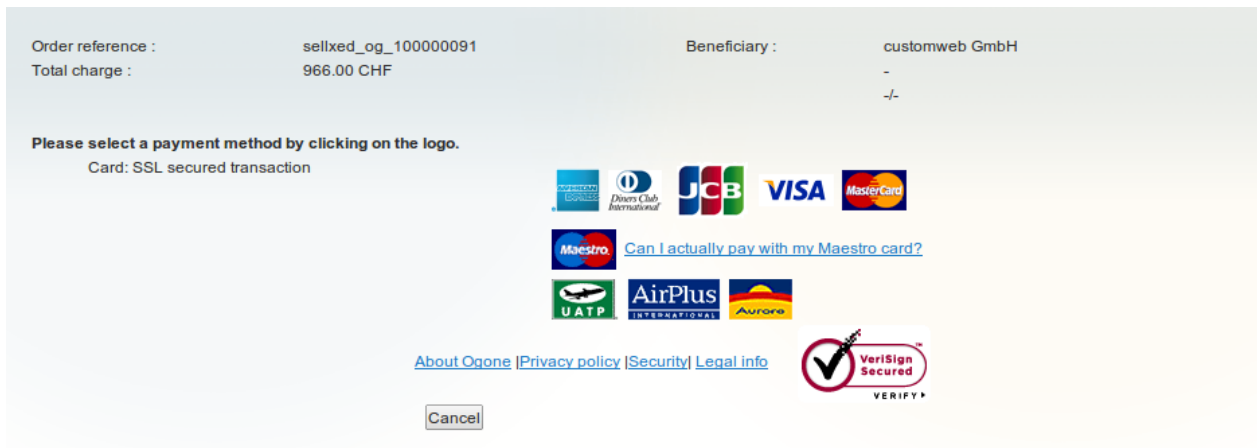 Order reference : sellxed_og_100000091 Beneficiary : customweb GmbH
Total charge : 966.00 CHF -
-/-
Please select a payment method by clicking on the logo.
Card: SSL secured transaction
AMERICAN EXPRESS Diners Club International JCB VISA MasterCard
Maestro Can I actually pay with my Maestro card?
UATP AirPlus INTERNATIONAL Aurore
About Ogone |Privacy policy |Security| Legal info VeriSign Secured VERIFY
Cancel